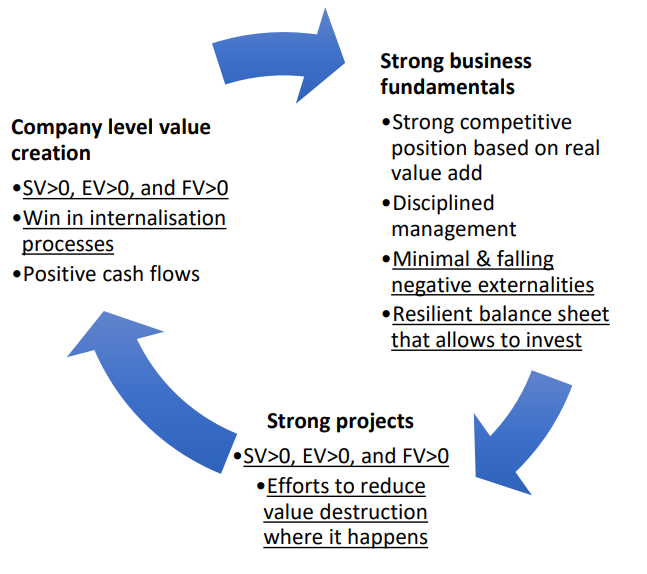 Strong business
fundamentals
•Strong competitive
position based on real
value add
•Disciplined
management
•Minimal & falling
negative externalities
•Resilient balance sheet
that allows to invest
Strong projects
•SV>0, EV>0, and FV>0
•Efforts to reduce
value destruction
where it happens
Company level value
creation
•SV>0, EV>0, and FV>0
•Win in internalisation
processes
•Positive cash flows